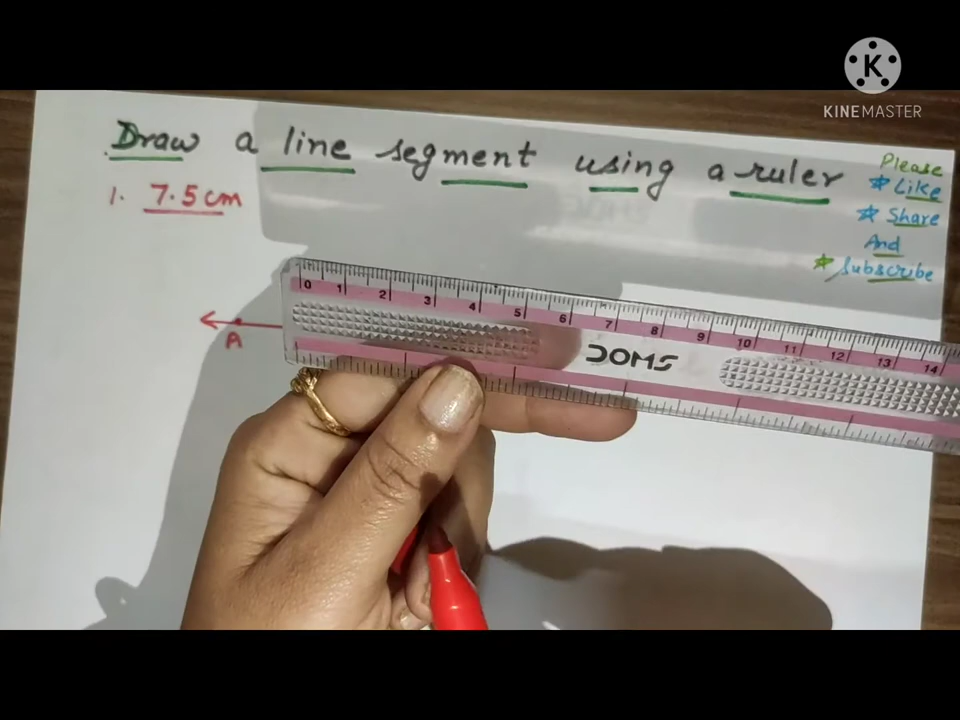 K
KINEMASTER
Draw a line segment using a ruler
1. 7.5 cm
Please
Like
Share
And
Subscribe
0 1 2 3 4 5 6 7 8 9 10 11 12 13 14
A
DOMS